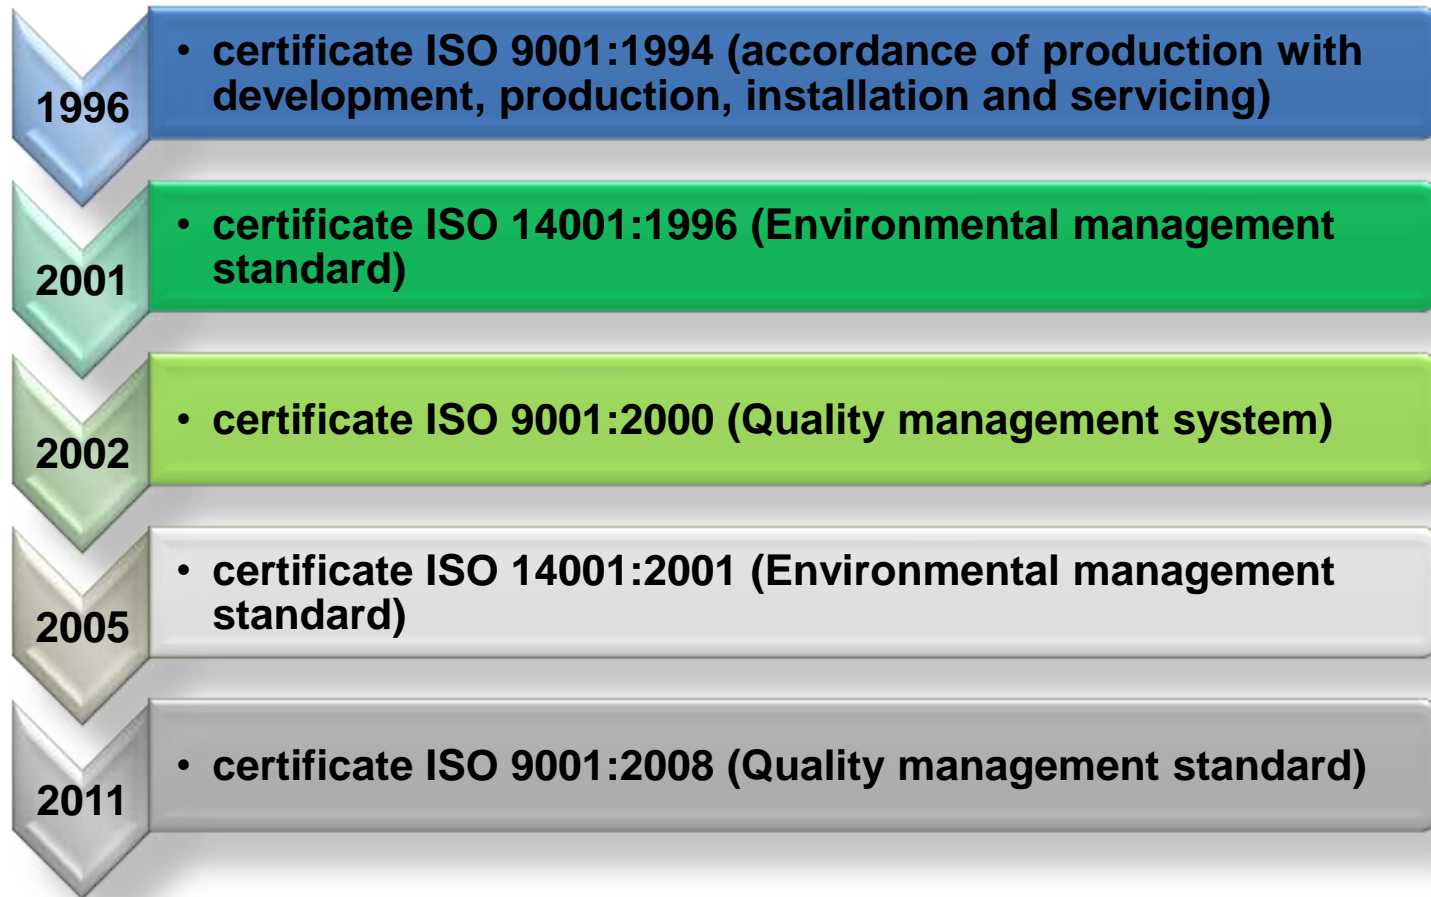 1996
• certificate ISO 9001:1994 (accordance of production with
development, production, installation and servicing)
2001
• certificate ISO 14001:1996 (Environmental management
standard)
2002
• certificate ISO 9001:2000 (Quality management system)
2005
• certificate ISO 14001:2001 (Environmental management
standard)
2011
• certificate ISO 9001:2008 (Quality management standard)